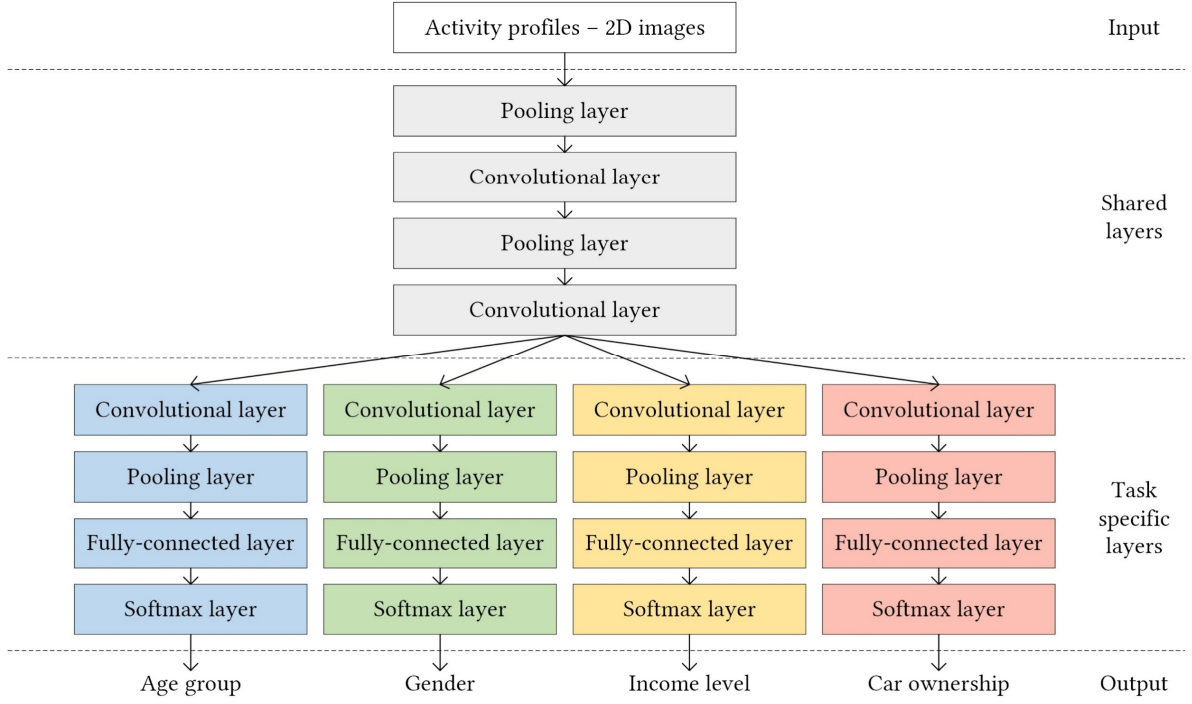 Activity profiles – 2D images
Input
Pooling layer
Convolutional layer
Pooling layer
Convolutional layer
Shared
layers
Convolutional layer
Convolutional layer
Convolutional layer
Convolutional layer
Pooling layer
Pooling layer
Pooling layer
Pooling layer
Fully-connected layer
Fully-connected layer
Fully-connected layer
Fully-connected layer
Softmax layer
Softmax layer
Softmax layer
Softmax layer
Task
specific
layers
Age group
Gender
Income level
Car ownership
Output